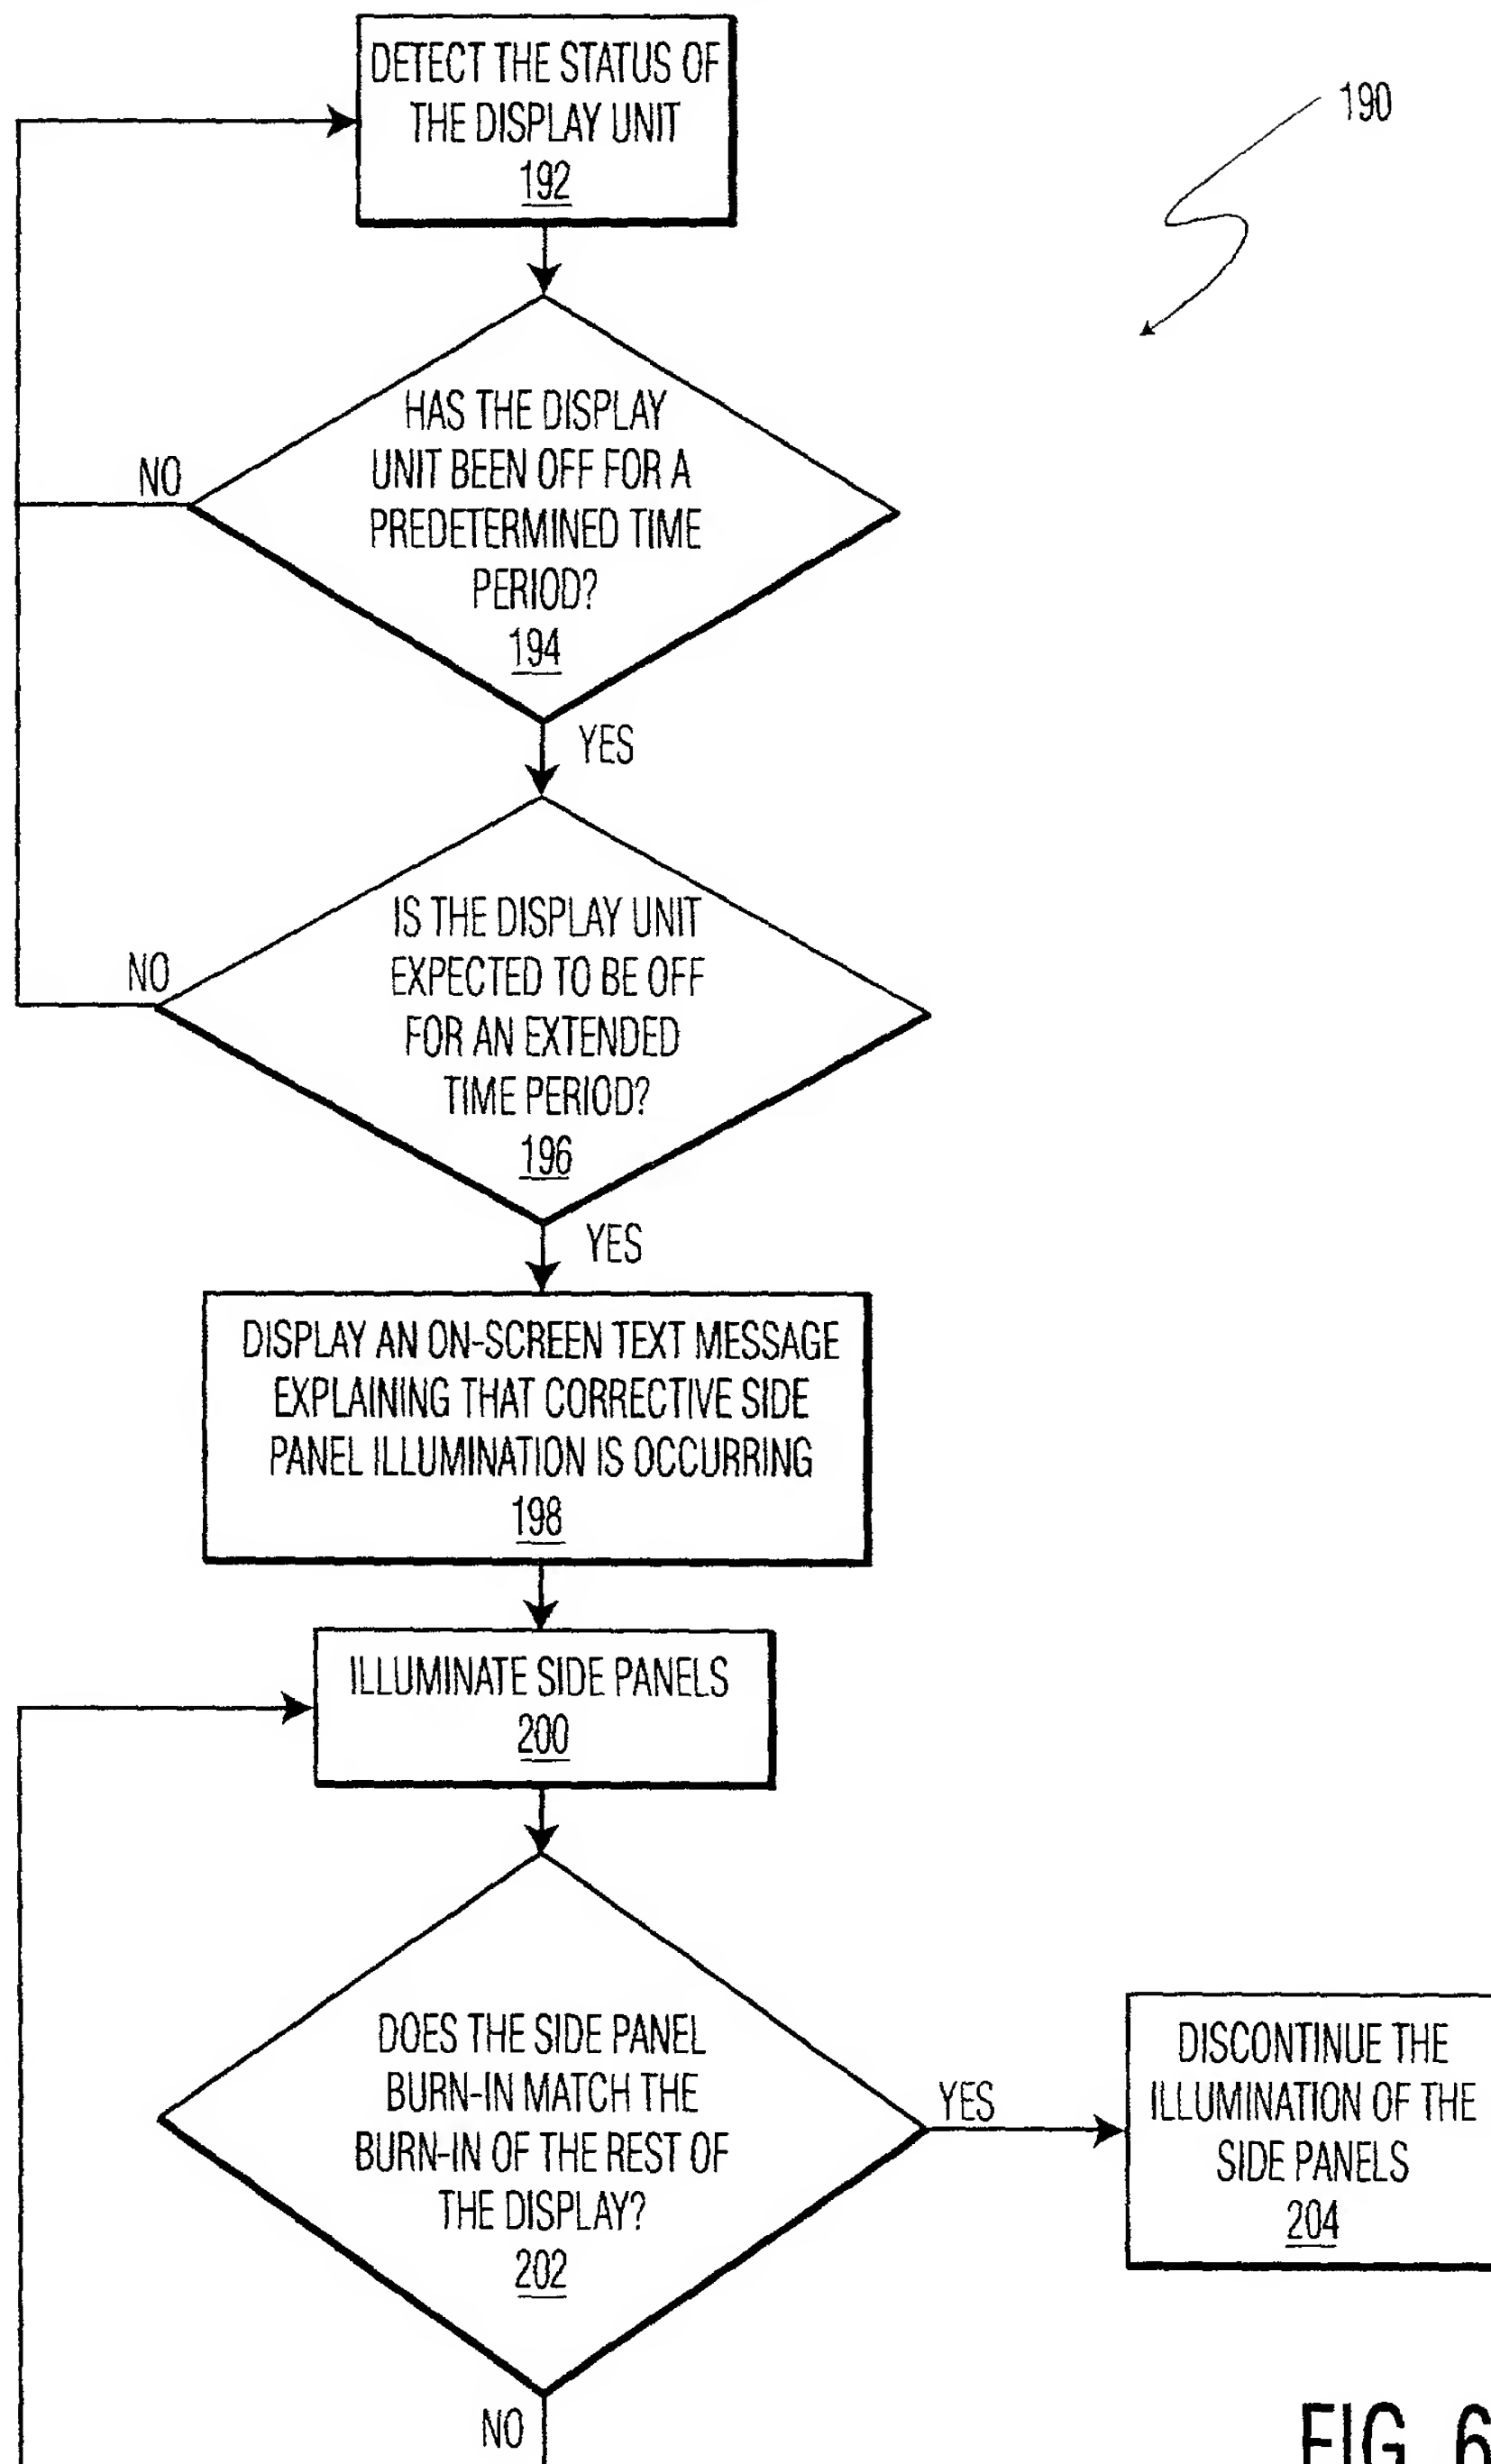 DETECT THE STATUS OF
THE DISPLAY UNIT
192
190
HAS THE DISPLAY
UNIT BEEN OFF FOR A
PREDETERMINED TIME
PERIOD?
194
NO
YES
IS THE DISPLAY UNIT
EXPECTED TO BE OFF
FOR AN EXTENDED
TIME PERIOD?
196
NO
YES
DISPLAY AN ON-SCREEN TEXT MESSAGE
EXPLAINING THAT CORRECTIVE SIDE
PANEL ILLUMINATION IS OCCURRING
198
ILLUMINATE SIDE PANELS
200
DOES THE SIDE PANEL
BURN-IN MATCH THE
BURN-IN OF THE REST OF
THE DISPLAY?
202
YES
DISCONTINUE THE
ILLUMINATION OF THE
SIDE PANELS
204
NO
FIG. 6